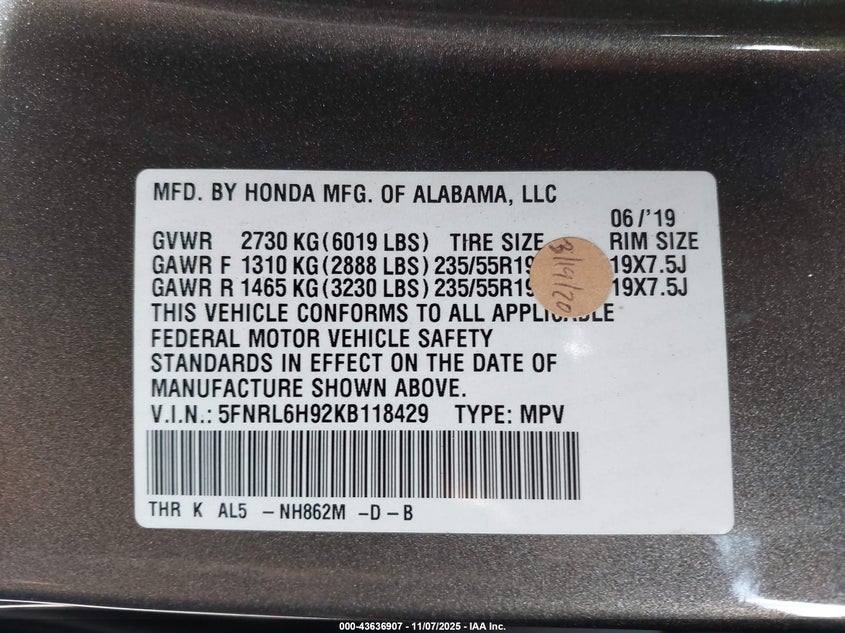 MFD. BY HONDA MFG. OF ALABAMA, LLC
06/'19
GVWR 2730 KG(6019 LBS) TIRE SIZE RIM SIZE
GAWR F 1310 KG(2888 LBS) 235/55R19 19X7.5J
GAWR R 1465 KG(3230 LBS) 235/55R19 19X7.5J
3/19/20
THIS VEHICLE CONFORMS TO ALL APPLICABLE
FEDERAL MOTOR VEHICLE SAFETY
STANDARDS IN EFFECT ON THE DATE OF
MANUFACTURE SHOWN ABOVE.
V.I.N.: 5FNRL6H92KB118429 TYPE: MPV
THR K AL5 -NH862M -D-B
000-43636907 - 11/07/2025 - IAA Inc.